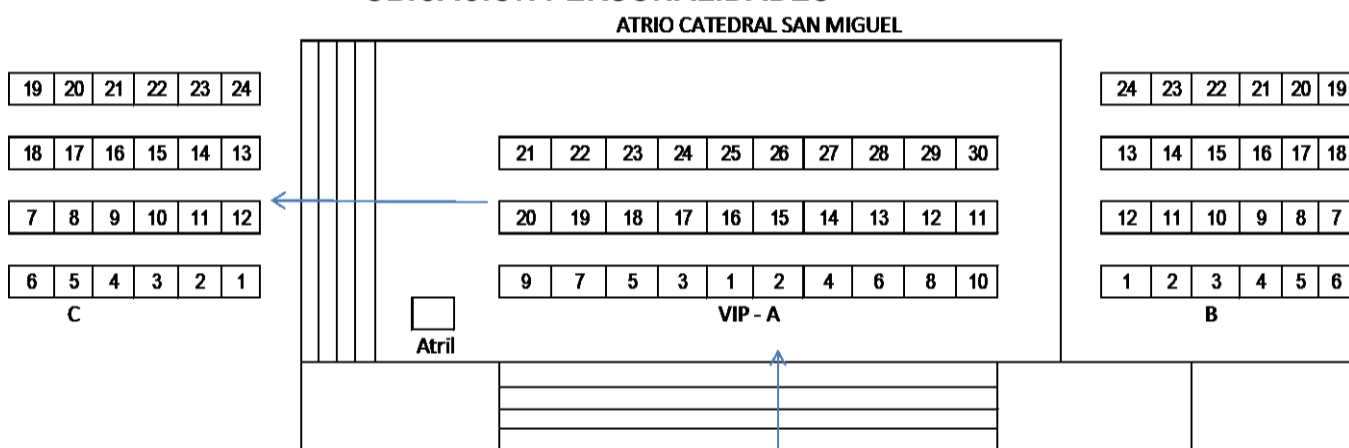 UBICACION PERSONALIDADES
ATRIO CATEDRAL SAN MIGUEL
19 20 21 22 23 24
24 23 22 21 20 19
18 17 16 15 14 13
21 22 23 24 25 26 27 28 29 30
13 14 15 16 17 18
7 8 9 10 11 12
20 19 18 17 16 15 14 13 12 11
12 11 10 9 8 7
6 5 4 3 2 1
9 7 5 3 1 2 4 6 8 10
1 2 3 4 5 6
C
VIP - A
B
Atril